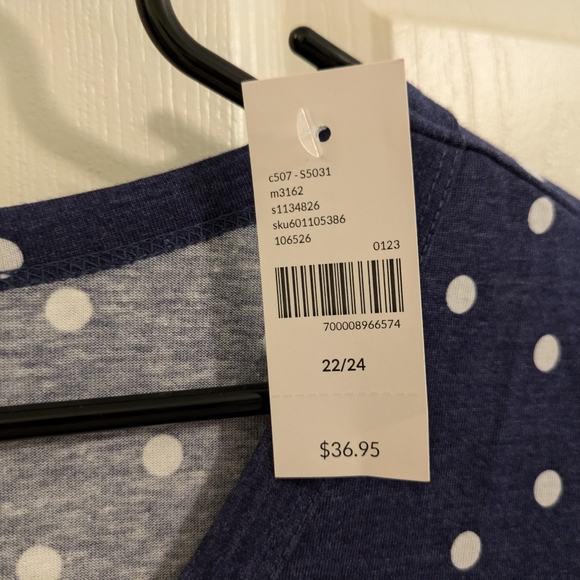 c507 - S5031
m3162
s1134826
sku601105386
106526
0123
700008966574
22/24
$36.95